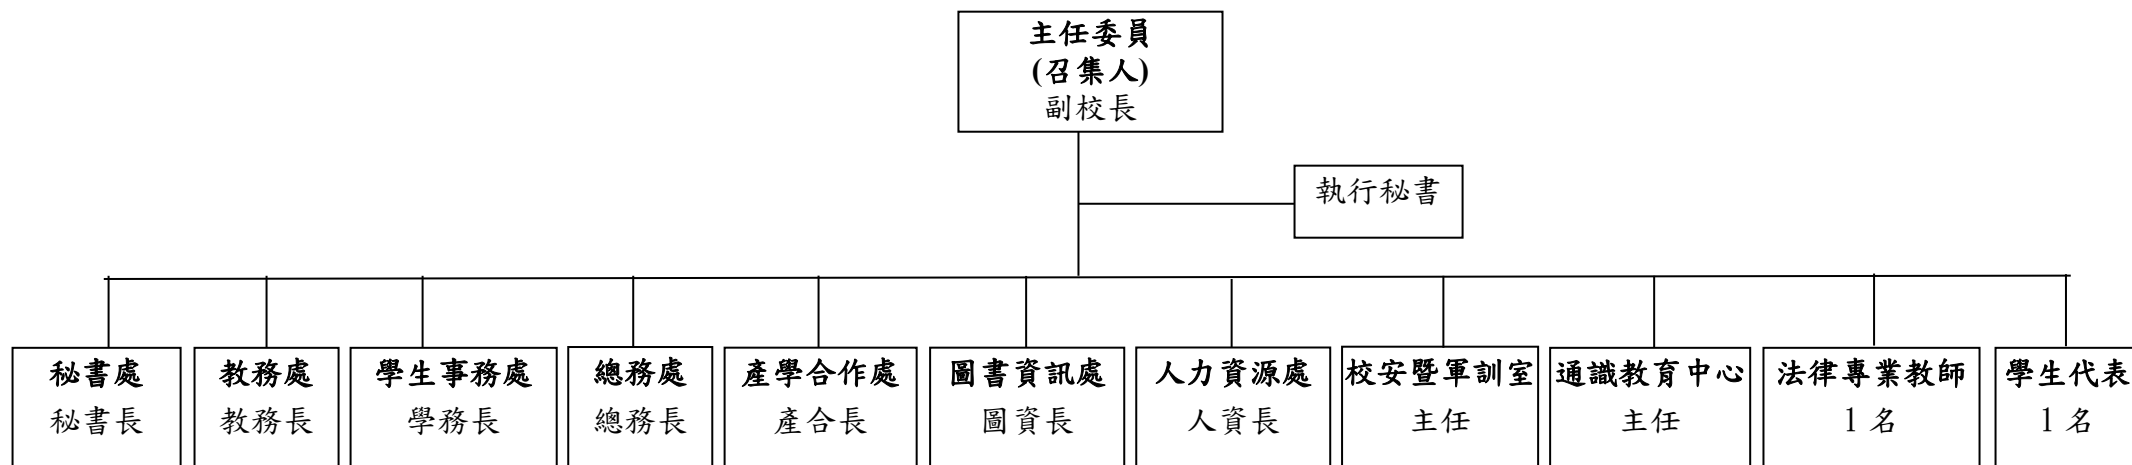 主任委員
(召集人)
副校長
執行秘書
秘書處
秘書長
教務處
教務長
學生事務處
學務長
總務處
總務長
產學合作處
產合長
圖書資訊處
圖資長
人力資源處
人資長
校安暨軍訓室
主任
通識教育中心
主任
法律專業教師
1 名
學生代表
1 名